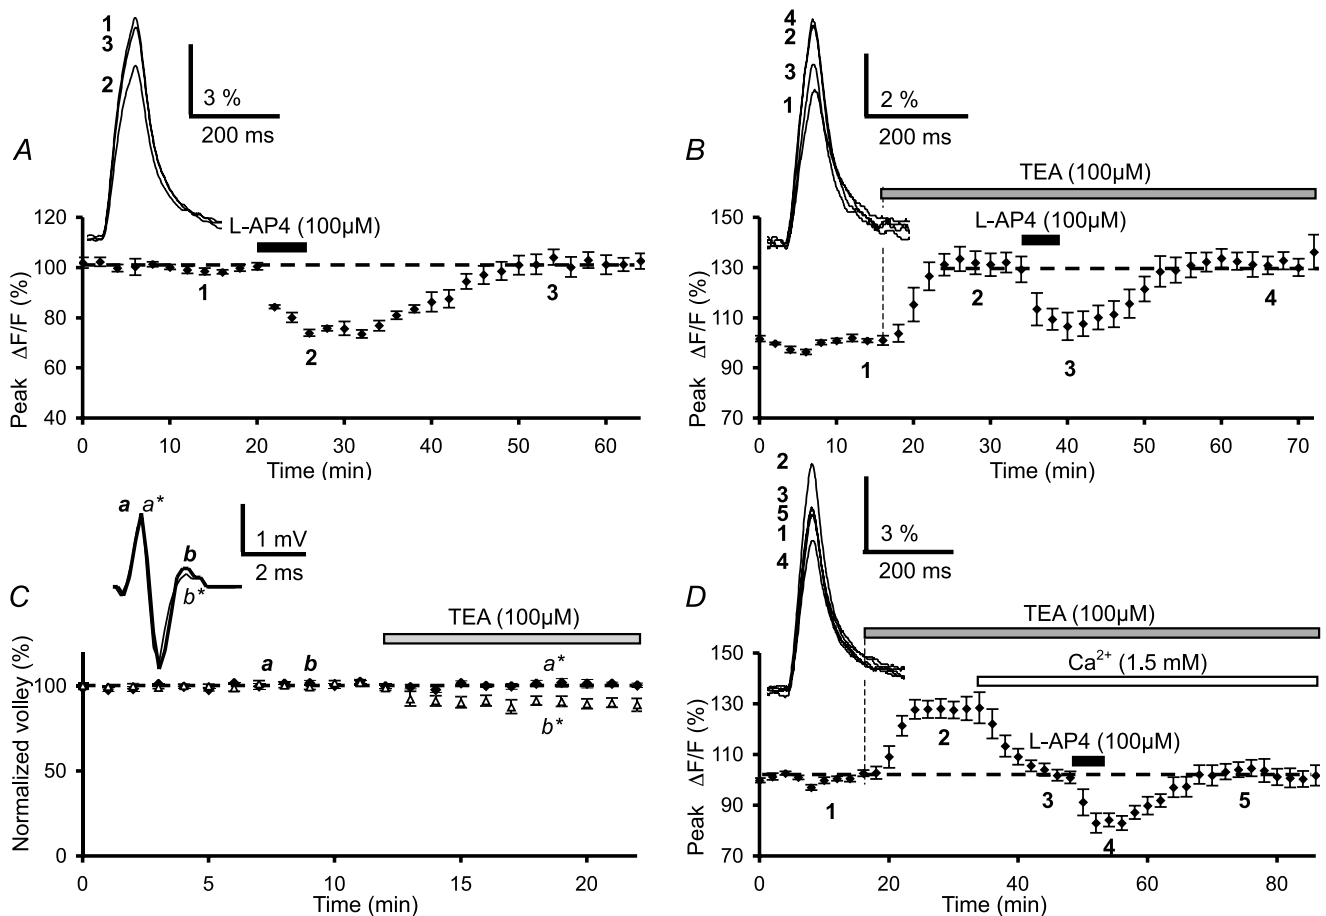 A
1
3
2
3 %
200 ms
L-AP4 (100µM)
Peak ΔF/F (%)
120
100
80
60
40
1
2
3
0 10 20 30 40 50 60
Time (min)
B
4
2
3
1
2 %
200 ms
TEA (100µM)
L-AP4 (100µM)
Peak ΔF/F (%)
150
130
110
90
70
1
2
3
4
0 10 20 30 40 50 60 70
Time (min)
C
a a*
b
b*
1 mV
2 ms
TEA (100µM)
Normalized volley (%)
100
50
0
a b a*
b*
0 5 10 15 20
Time (min)
D
2
3
5
1
4
3 %
200 ms
TEA (100µM)
Ca²⁺ (1.5 mM)
L-AP4 (100µM)
Peak ΔF/F (%)
150
130
110
90
70
1
2
3
4
5
0 20 40 60 80
Time (min)